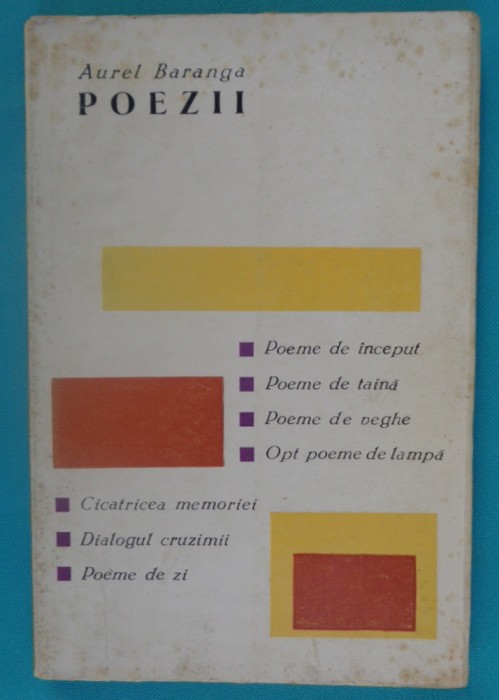 Aurel Baranga
POEZII
Poeme de început
Poeme de taină
Poeme de veghe
Opt poeme de lampă
Cicatricea memoriei
Dialogul cruzimii
Poeme de zi